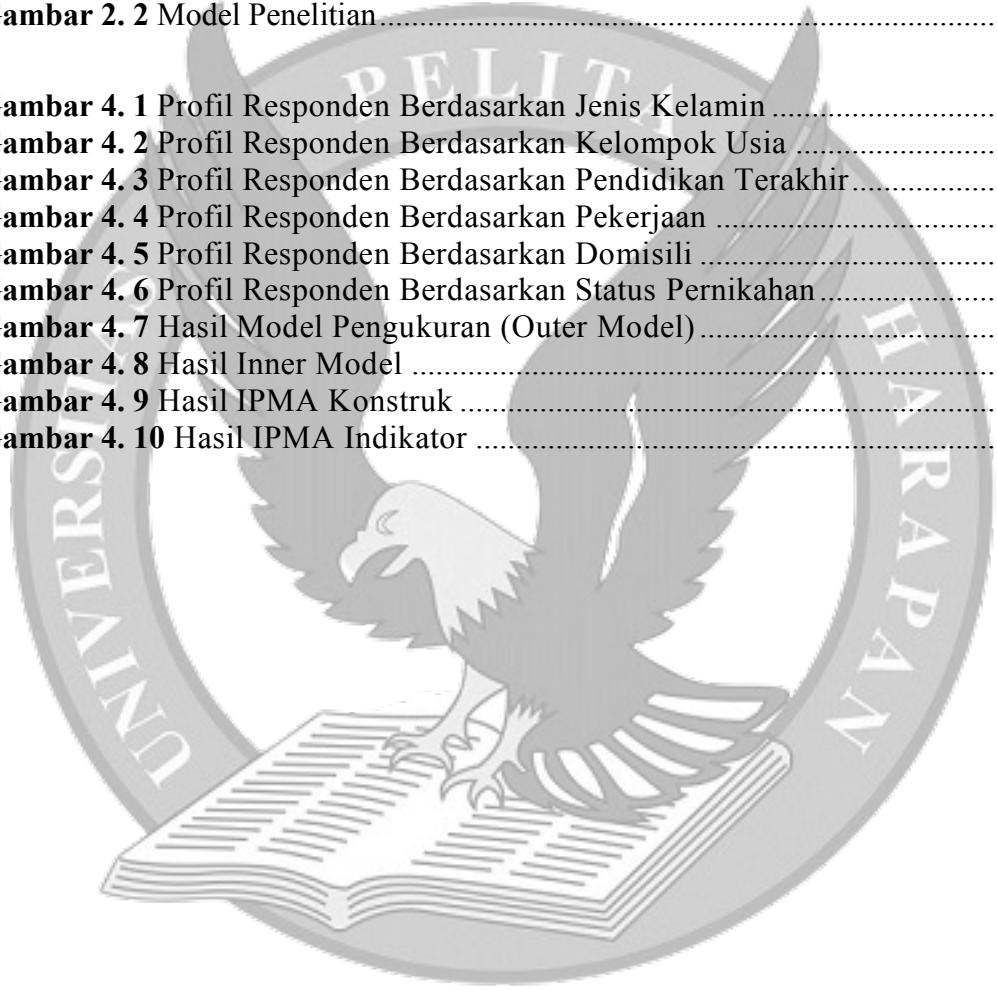 ambar 2. 2 Model Penelitian
ambar 4. 1 Profil Responden Berdasarkan Jenis Kelamin
ambar 4. 2 Profil Responden Berdasarkan Kelompok Usia
ambar 4. 3 Profil Responden Berdasarkan Pendidikan Terakhir
ambar 4. 4 Profil Responden Berdasarkan Pekerjaan
ambar 4. 5 Profil Responden Berdasarkan Domisili
ambar 4. 6 Profil Responden Berdasarkan Status Pernikahan
ambar 4. 7 Hasil Model Pengukuran (Outer Model)
ambar 4. 8 Hasil Inner Model
ambar 4. 9 Hasil IPMA Konstruk
ambar 4. 10 Hasil IPMA Indikator
UNIVERSITAS PELITA HARAPAN